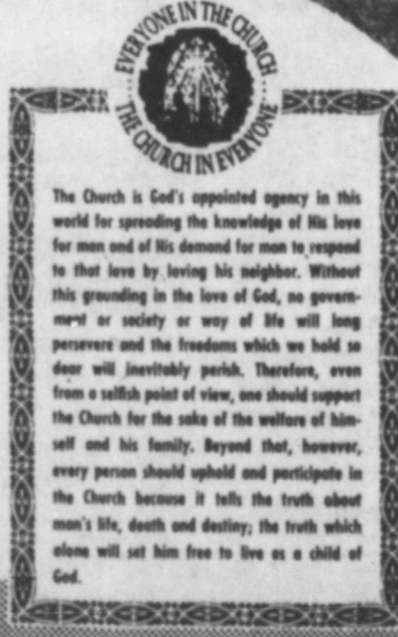 EVERYONE IN THE CHURCH
THE CHURCH IN EVERYONE
The Church is God's appointed agency in this
world for spreading the knowledge of His love
for man and of His demand for man to respond
to that love by loving his neighbor. Without
this grounding in the love of God, no govern-
ment or society or way of life will long
persevere and the freedoms which we hold so
dear will inevitably perish. Therefore, even
from a selfish point of view, one should support
the Church for the sake of the welfare of him-
self and his family. Beyond that, however,
every person should uphold and participate in
the Church because it tells the truth about
man's life, death and destiny; the truth which
alone will set him free to live as a child of
God.